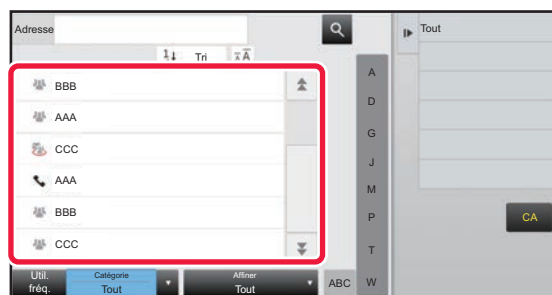 Adresse
Tout
Tri
A
BBB
D
AAA
G
CCC
J
AAA
M
BBB
P
CA
CCC
T
Util.
fréq.
Catégorie
Tout
Affiner
Tout
ABC
W